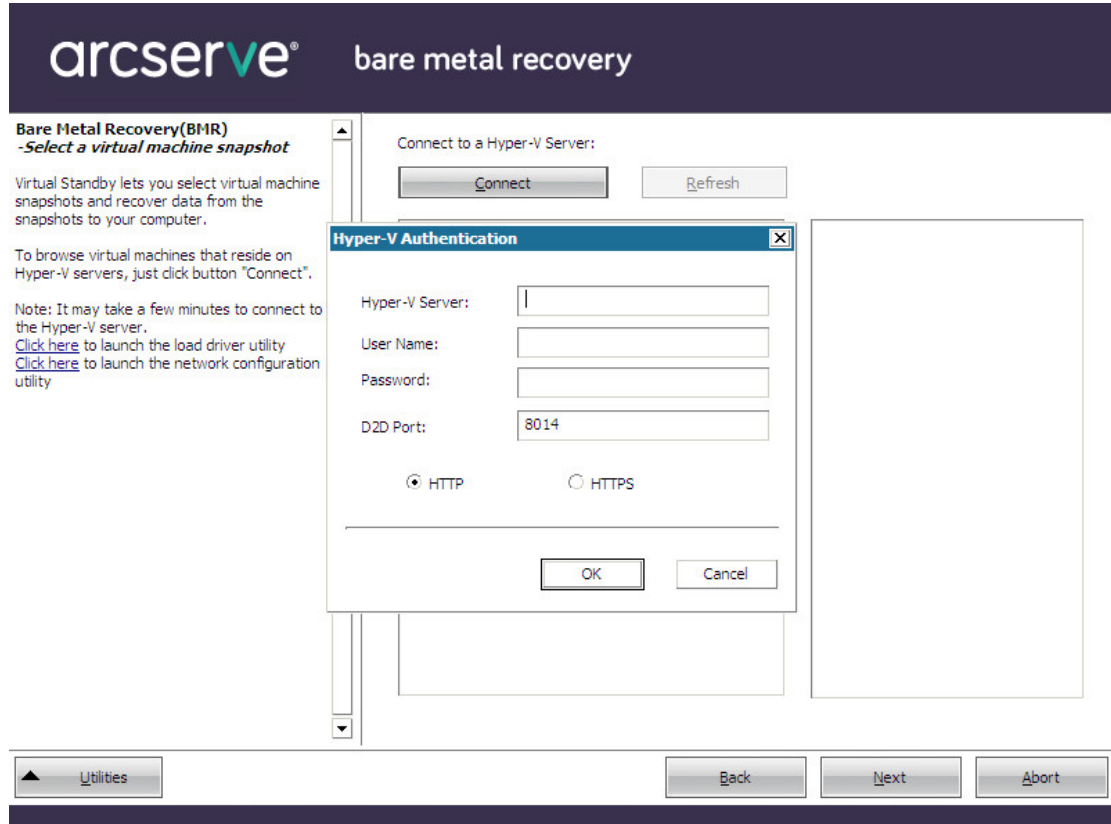 arcserve® bare metal recovery
Bare Metal Recovery(BMR)
-Select a virtual machine snapshot
Virtual Standby lets you select virtual machine
snapshots and recover data from the
snapshots to your computer.
To browse virtual machines that reside on
Hyper-V servers, just click button "Connect".
Note: It may take a few minutes to connect to
the Hyper-V server.
Click here to launch the load driver utility
Click here to launch the network configuration
utility
Connect to a Hyper-V Server:
Connect Refresh
Hyper-V Authentication
Hyper-V Server:
User Name:
Password:
D2D Port: 8014
HTTP HTTPS
OK Cancel
Utilities Back Next Abort